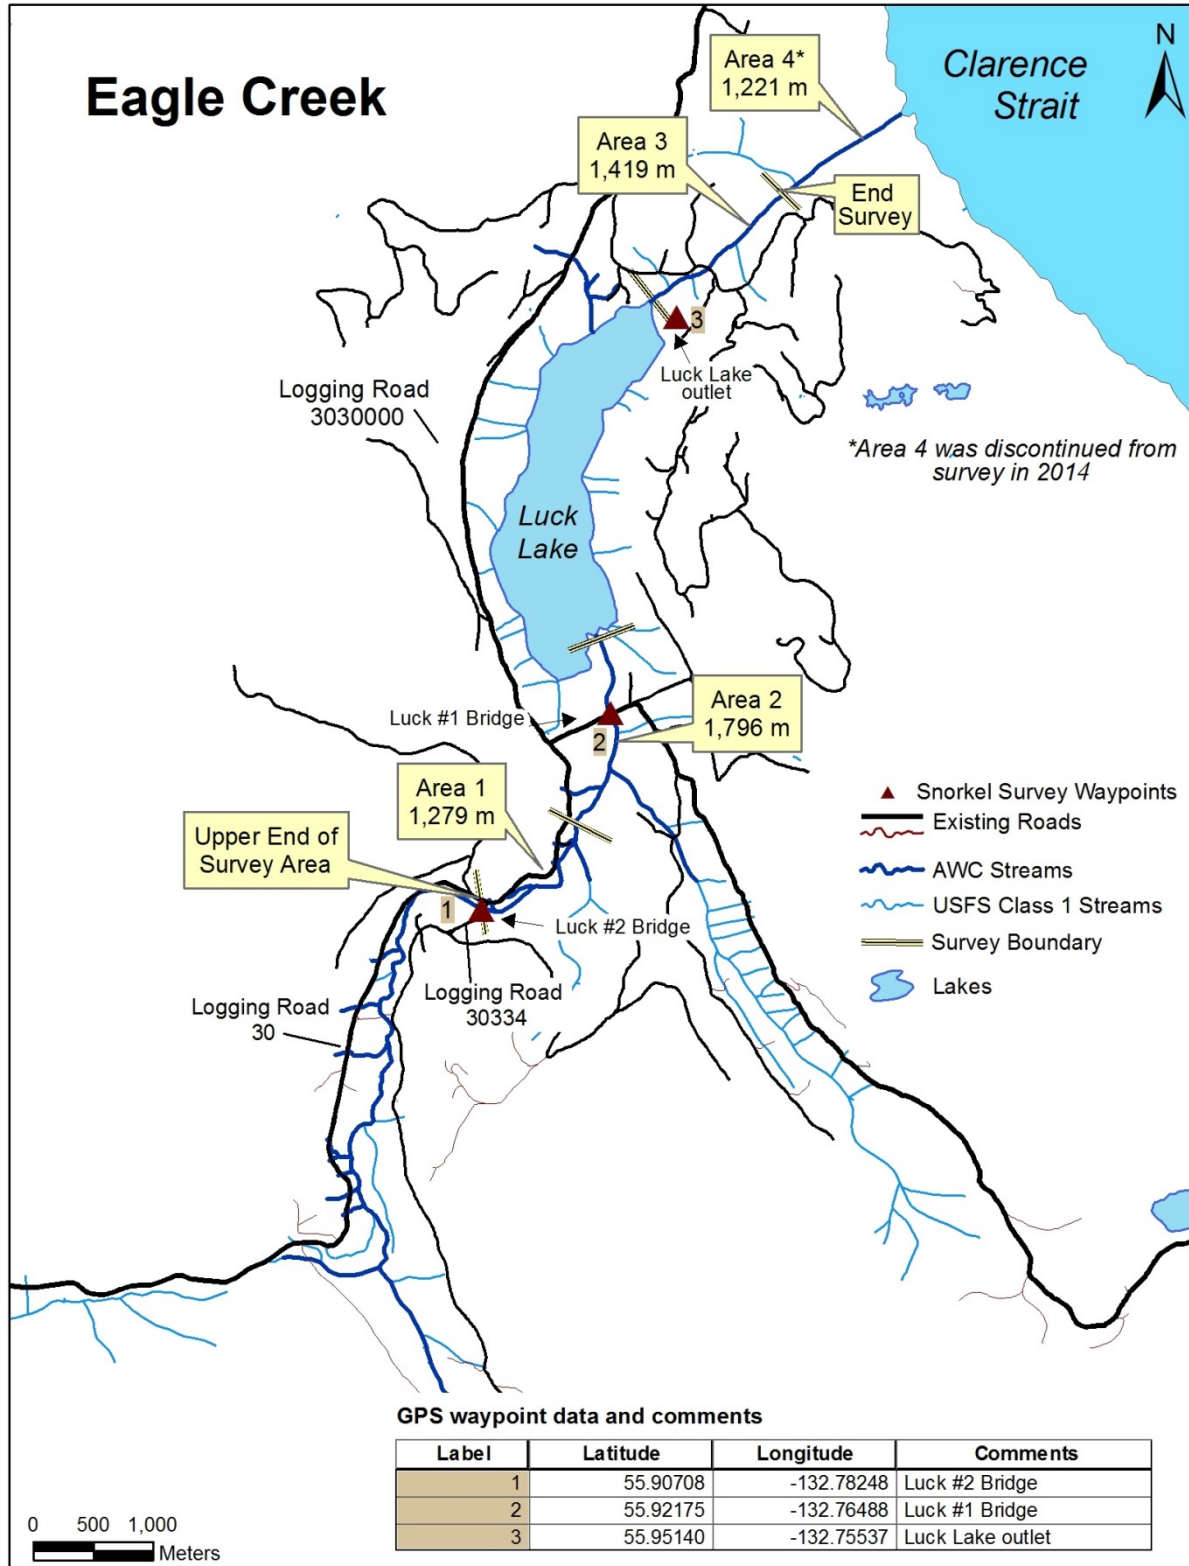 Eagle Creek
Area 4*
1,221 m
Clarence
Strait
N
Area 3
1,419 m
End
Survey
3
Luck Lake
outlet
Logging Road
3030000
*Area 4 was discontinued from
survey in 2014
Luck
Lake
Luck #1 Bridge
2
Area 2
1,796 m
Area 1
1,279 m
Upper End of
Survey Area
1
Luck #2 Bridge
Logging Road
30334
Logging Road
30
Snorkel Survey Waypoints
Existing Roads
AWC Streams
USFS Class 1 Streams
Survey Boundary
Lakes
GPS waypoint data and comments
Label Latitude Longitude Comments
1 55.90708 -132.78248 Luck #2 Bridge
2 55.92175 -132.76488 Luck #1 Bridge
3 55.95140 -132.75537 Luck Lake outlet
0 500 1,000
Meters